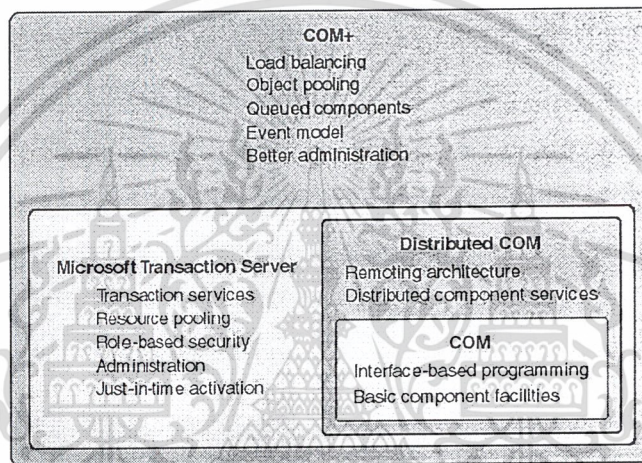 COM+
Load balancing
Object pooling
Queued components
Event model
Better administration
Microsoft Transaction Server
Transaction services
Resource pooling
Role-based security
Administration
Just-in-time activation
Distributed COM
Remoting architecture
Distributed component services
COM
Interface-based programming
Basic component facilities